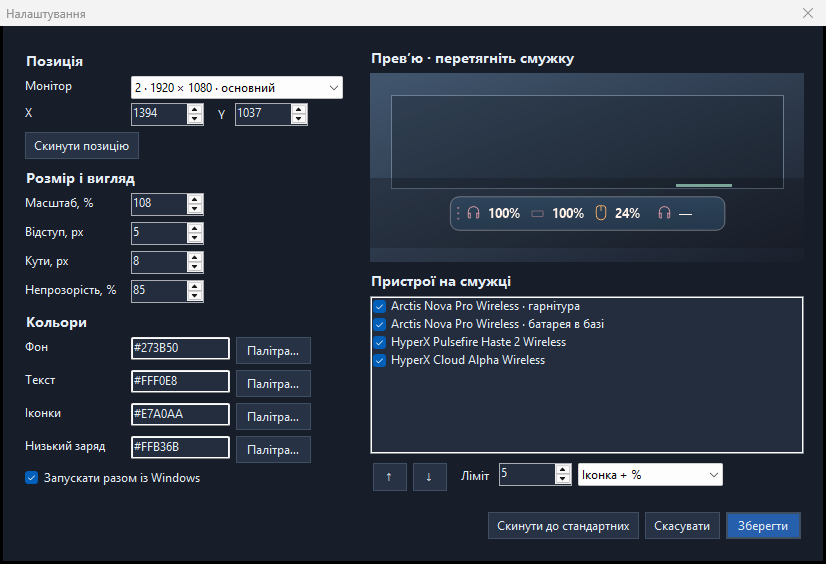 Налаштування
Позиція
Монітор
2 · 1920 × 1080 · основний
X
1394
Y
1037
Скинути позицію
Розмір і вигляд
Масштаб, %
108
Відступ, px
5
Кути, px
8
Непрозорість, %
85
Кольори
Фон
#273B50
Палітра...
Текст
#FFF0E8
Палітра...
Іконки
#E7A0AA
Палітра...
Низький заряд
#FFB36B
Палітра...
Запускати разом із Windows
Прев’ю · перетягніть смужку
100%
100%
24%
—
Пристрої на смужці
Arctis Nova Pro Wireless · гарнітура
Arctis Nova Pro Wireless · батарея в базі
HyperX Pulsefire Haste 2 Wireless
HyperX Cloud Alpha Wireless
↑
↓
Ліміт
5
Іконка + %
Скинути до стандартних
Скасувати
Зберегти